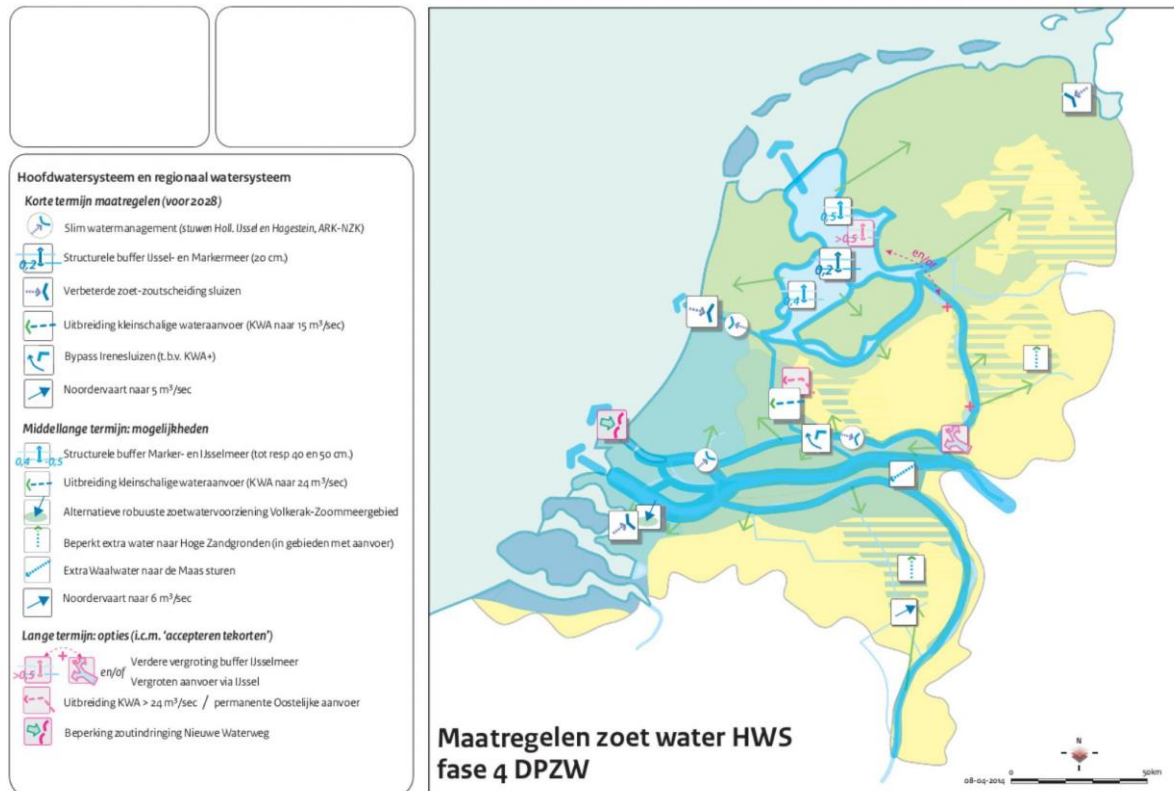 Hoofdwatersysteem en regionaal watersysteem
Korte termijn maatregelen (voor 2028)
Slim watermanagement (stuwen Holl. IJssel en Hagestein, ARK-NZK)
0,2
Structurele buffer IJssel- en Markermeer (20 cm.)
Verbeterde zoet-zoutscheiding sluizen
Uitbreiding kleinschalige wateraanvoer (KWA naar 15 m³/sec)
Bypass Irenesluizen (t.b.v. KWA+)
Noordervaart naar 5 m³/sec
Middellange termijn: mogelijkheden
0,4 0,5
Structurele buffer Marker- en IJsselmeer (tot resp 40 en 50 cm.)
Uitbreiding kleinschalige wateraanvoer (KWA naar 24 m³/sec)
Alternatieve robuuste zoetwatervoorziening Volkerak-Zoommeergebied
Beperkt extra water naar Hoge Zandgronden (in gebieden met aanvoer)
Extra Waalwater naar de Maas sturen
Noordervaart naar 6 m³/sec
Lange termijn: opties (i.c.m. ‘accepteren tekorten’)
+
>0,5
en/of
Verdere vergroting buffer IJsselmeer
Vergroten aanvoer via IJssel
Uitbreiding KWA > 24 m³/sec / permanente Oostelijke aanvoer
Beperking zoutindringing Nieuwe Waterweg
0,5
>0,5
en/of
0,2
0,4
+
+
Maatregelen zoet water HWS
fase 4 DPZW
N
08-04-2014
0
50km